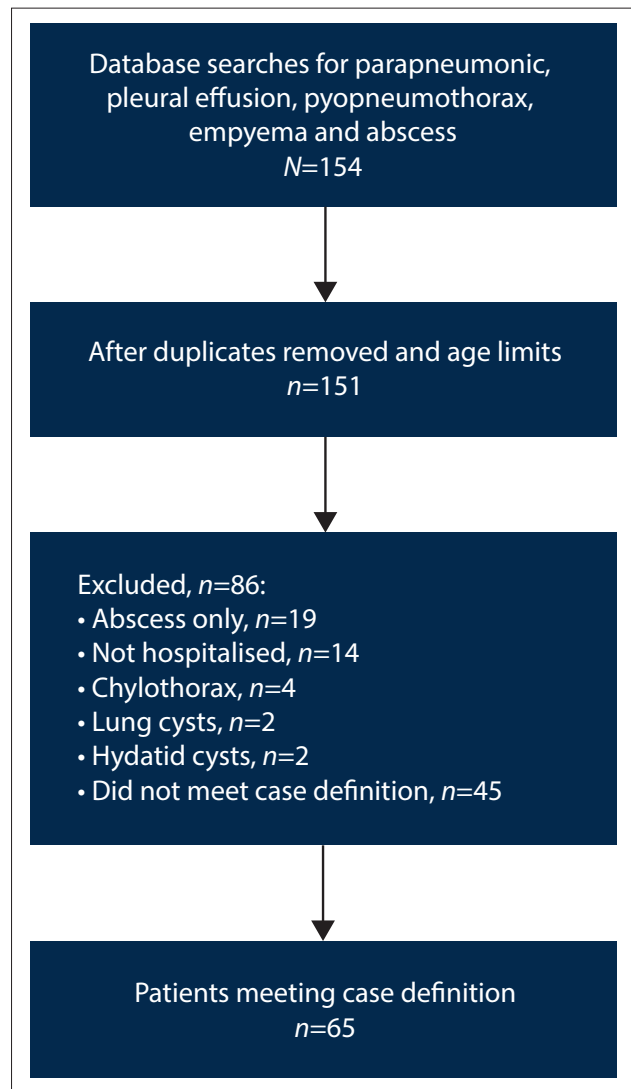 Database searches for parapneumonic,
pleural effusion, pyopneumothorax,
empyema and abscess
N=154
After duplicates removed and age limits
n=151
Excluded, n=86:
• Abscess only, n=19
• Not hospitalised, n=14
• Chylothorax, n=4
• Lung cysts, n=2
• Hydatid cysts, n=2
• Did not meet case definition, n=45
Patients meeting case definition
n=65